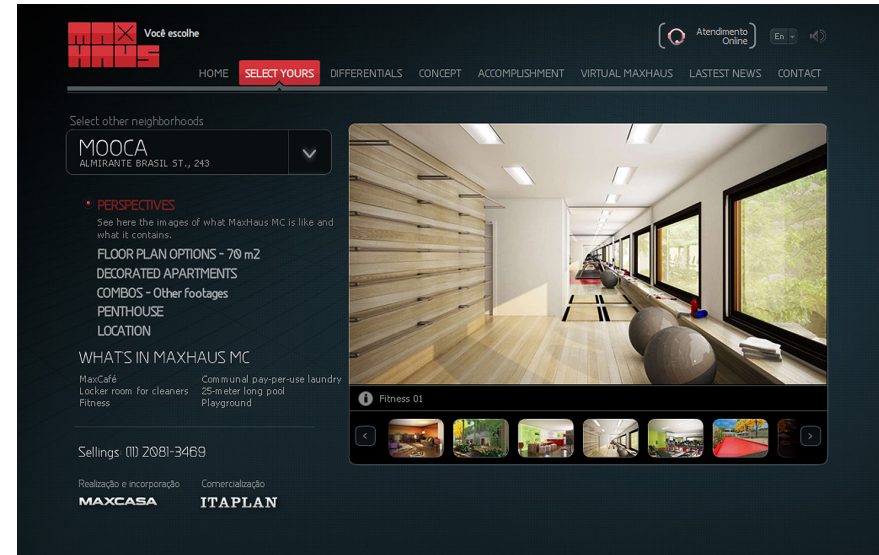 MAX
HAUS
Você escolhe
Atendimento
Online
En
HOME
SELECT YOURS
DIFFERENTIALS
CONCEPT
ACCOMPLISHMENT
VIRTUAL MAXHAUS
LASTEST NEWS
CONTACT
Select other neighborhoods
MOOCA
ALMIRANTE BRASIL ST., 243
PERSPECTIVES
See here the images of what MaxHaus MC is like and
what it contains.
FLOOR PLAN OPTIONS - 70 m2
DECORATED APARTMENTS
COMBOS - Other footages
PENTHOUSE
LOCATION
WHAT'S IN MAXHAUS MC
MaxCafé
Locker room for cleaners
Fitness
Communal pay-per-use laundry
25-meter long pool
Playground
Sellings: (11) 2081-3469
Realização e incorporação
MAXCASA
Comercialização
ITAPLAN
Fitness 01